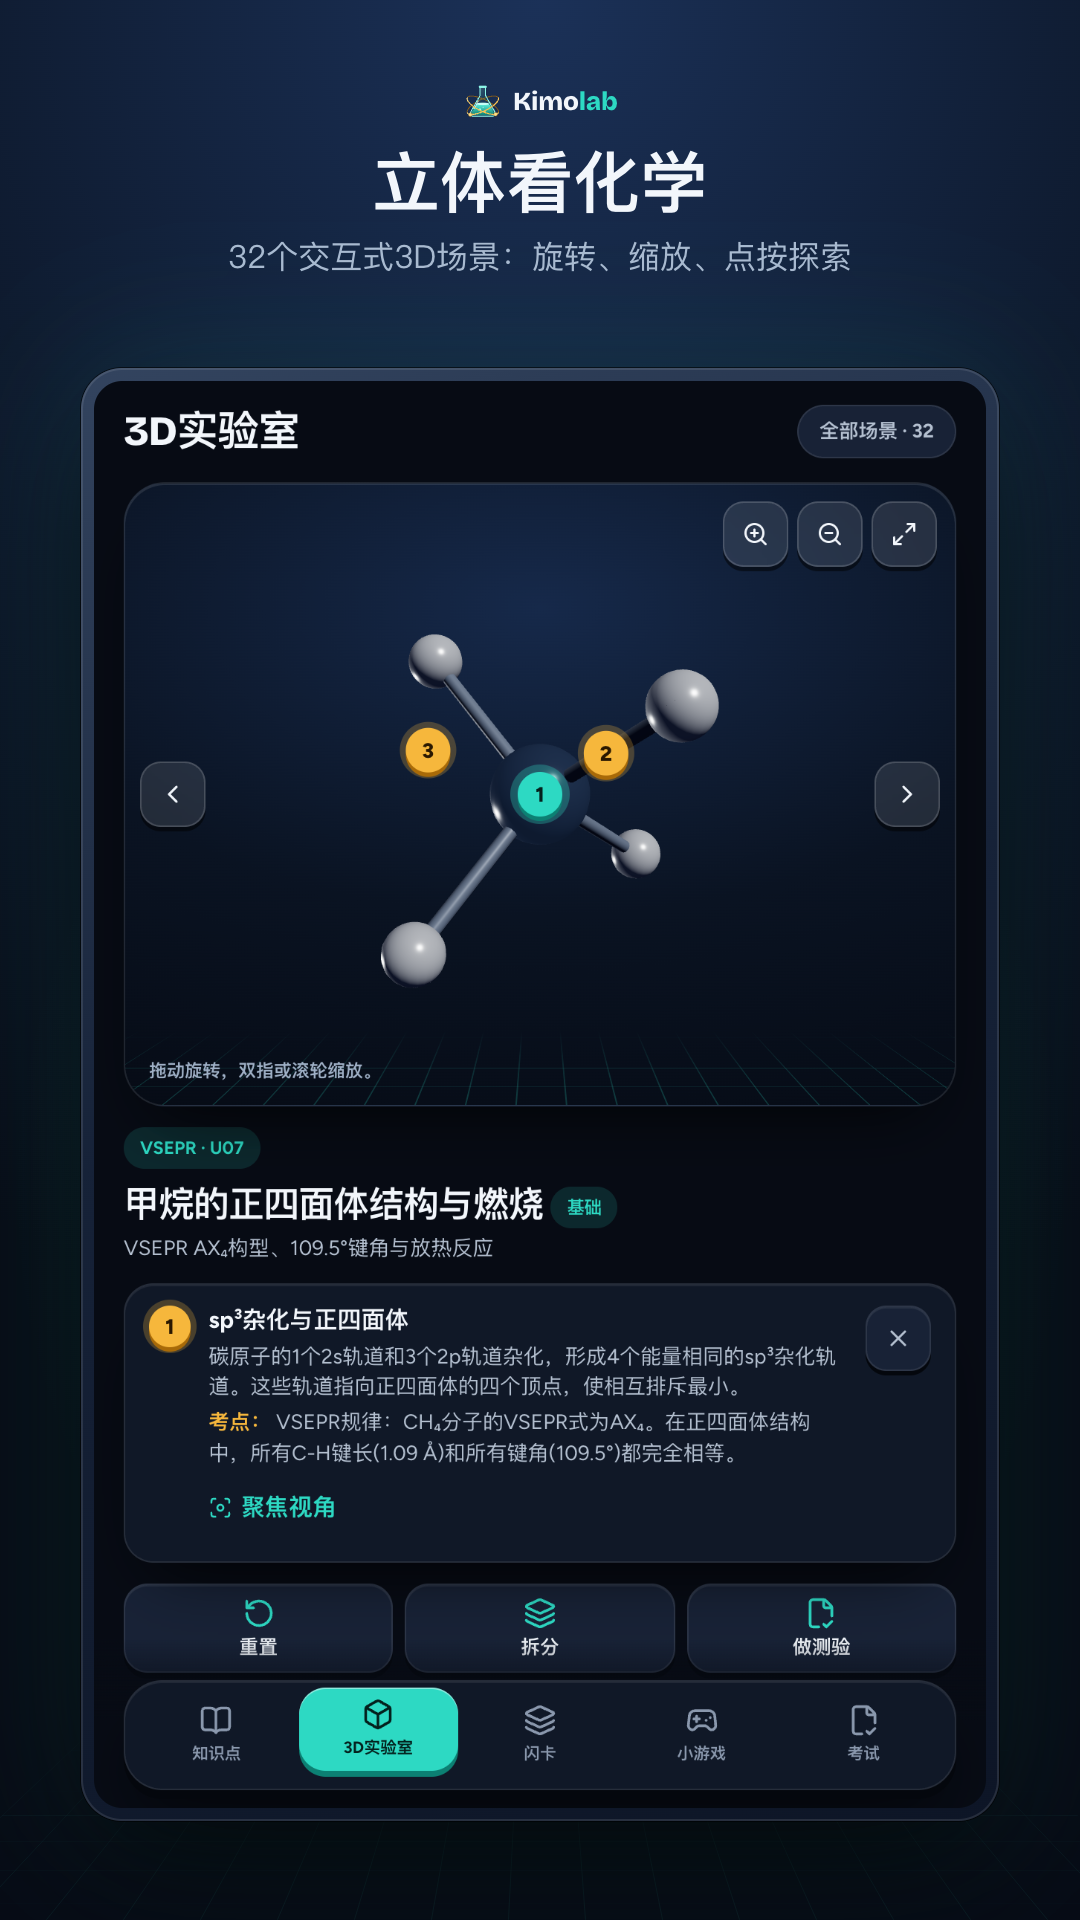 Kimolab
立体看化学
32个交互式3D场景：旋转、缩放、点按探索
3D实验室
全部场景 · 32
3
2
1
拖动旋转，双指或滚轮缩放。
VSEPR · U07
甲烷的正四面体结构与燃烧 基础
VSEPR AX₄构型、109.5°键角与放热反应
1
sp³杂化与正四面体
碳原子的1个2s轨道和3个2p轨道杂化，形成4个能量相同的sp³杂化轨
道。这些轨道指向正四面体的四个顶点，使相互排斥最小。
考点： VSEPR规律：CH₄分子的VSEPR式为AX₄。在正四面体结构
中，所有C-H键长(1.09 Å)和所有键角(109.5°)都完全相等。
聚焦视角
重置
拆分
做测验
知识点
3D实验室
闪卡
小游戏
考试